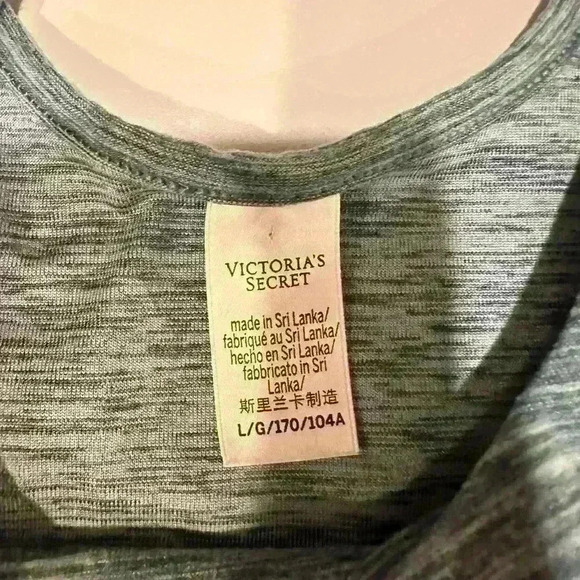 VICTORIA'S
SECRET
made in Sri Lanka/
fabriqué au Sri Lanka/
hecho en Sri Lanka/
fabbricato in Sri
Lanka/
斯里兰卡制造
L/G/170/104A